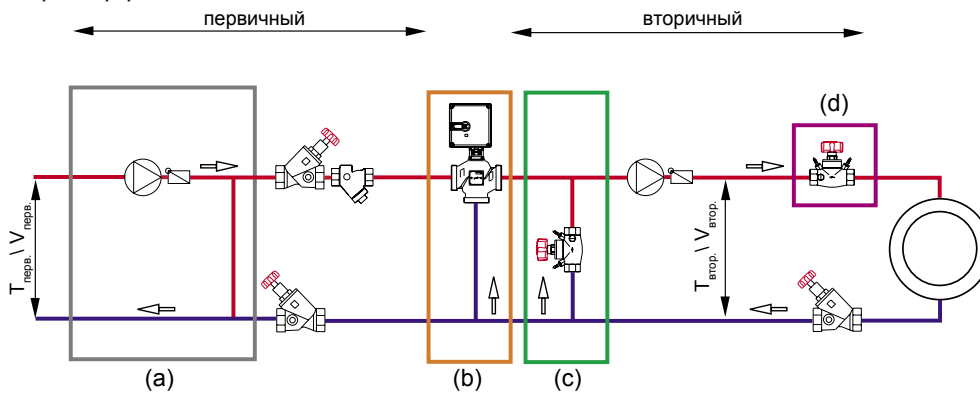 первичный
вторичный
(d)
Tперв. \ Vперв.
Tвтор. \ Vвтор.
(a)
(b)
(c)